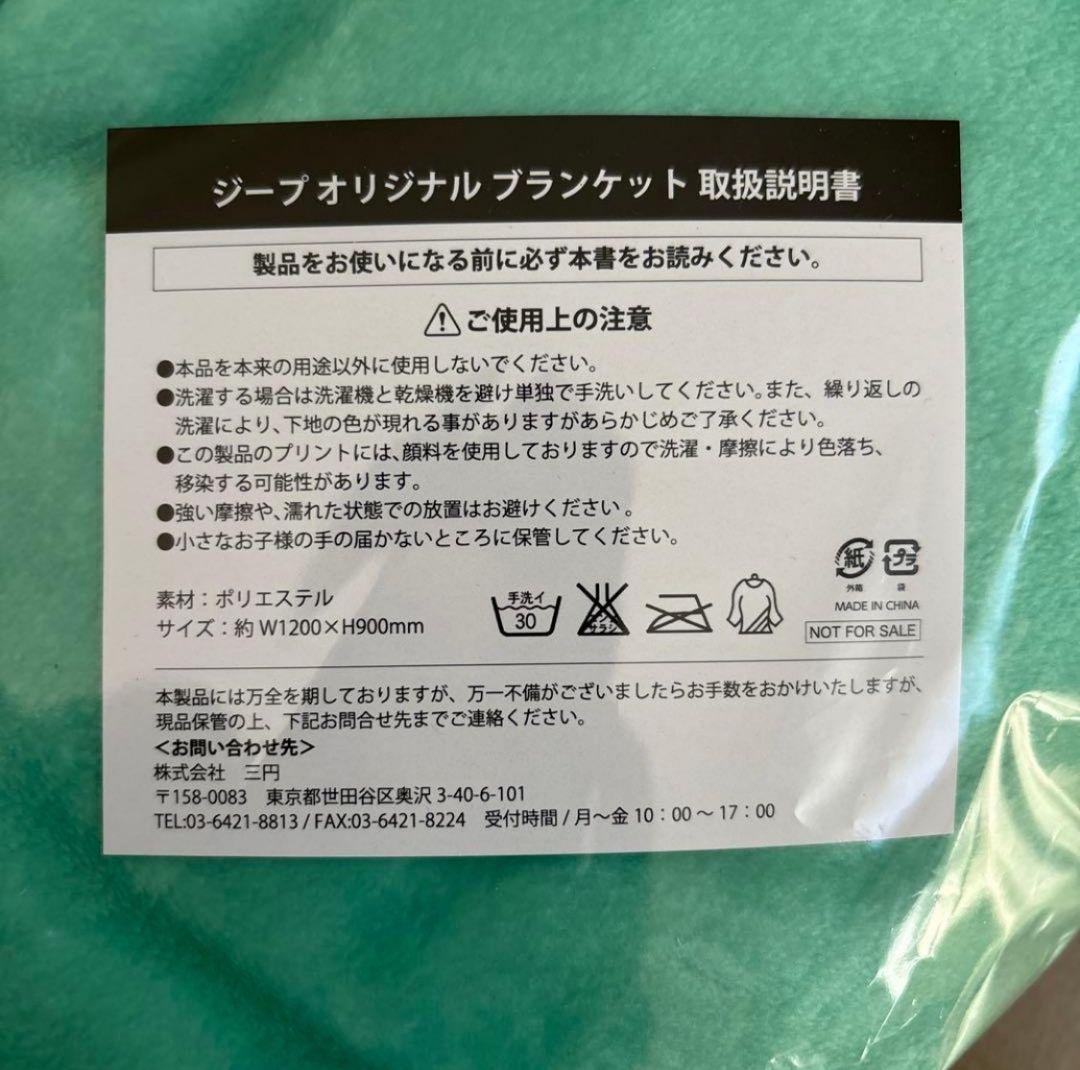 ジープ オリジナル ブランケット 取扱説明書
製品をお使いになる前に必ず本書をお読みください。
ご使用上の注意
●本品を本来の用途以外に使用しないでください。
●洗濯する場合は洗濯機と乾燥機を避け単独で手洗いしてください。また、繰り返しの
洗濯により、下地の色が現れる事がありますがあらかじめご了承ください。
●この製品のプリントには、顔料を使用しておりますので洗濯・摩擦により色落ち、
移染する可能性があります。
●強い摩擦や、濡れた状態での放置はお避けください。
●小さなお子様の手の届かないところに保管してください。
紙 プラ
外箱 袋
MADE IN CHINA
NOT FOR SALE
素材：ポリエステル
サイズ：約 W1200×H900mm
手洗イ
30
エンソ
サラシ
本製品には万全を期しておりますが、万一不備がございましたらお手数をおかけいたしますが、
現品保管の上、下記お問合せ先までご連絡ください。
＜お問い合わせ先＞
株式会社　三円
〒158-0083　東京都世田谷区奥沢 3-40-6-101
TEL:03-6421-8813 / FAX:03-6421-8224　受付時間 / 月～金 10：00 ～ 17：00